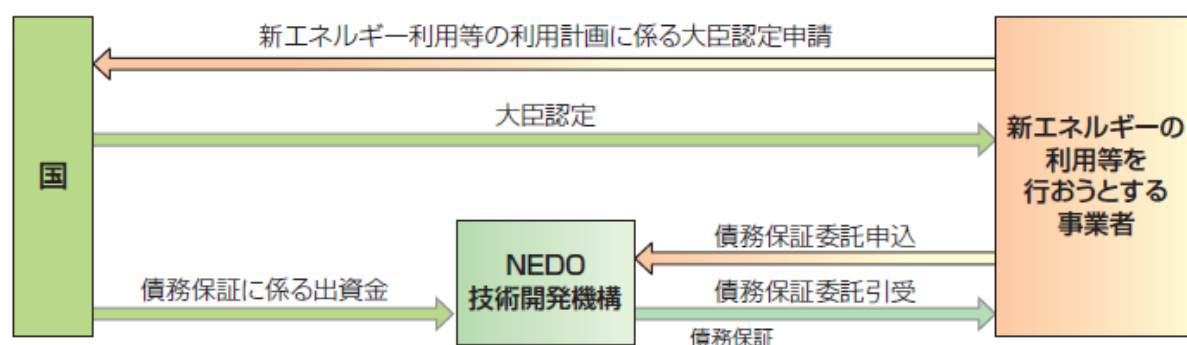 新エネルギー利用等の利用計画に係る大臣認定申請
大臣認定
国
新エネルギーの
利用等を
行おうとする
事業者
債務保証委託申込
NEDO
技術開発機構
債務保証に係る出資金
債務保証委託引受
債務保証